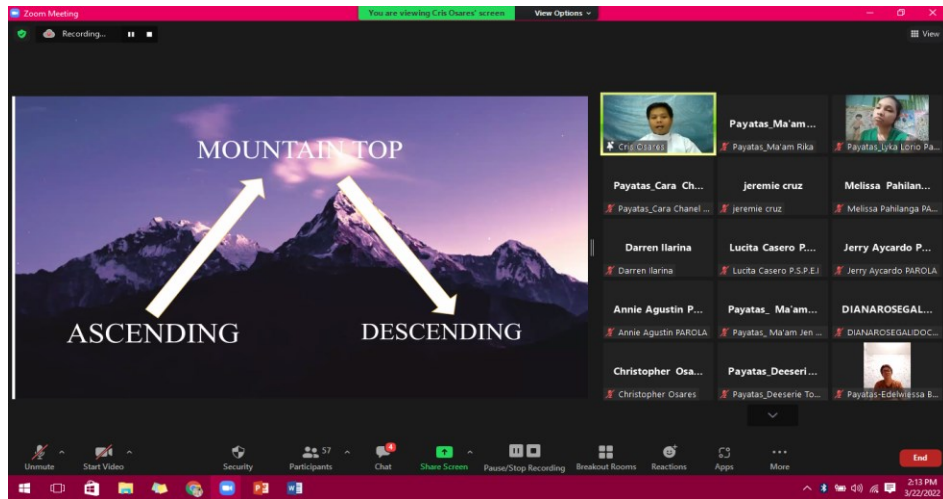 Zoom Meeting
You are viewing Cris Osares' screen
View Options
Recording...
View
MOUNTAIN TOP
ASCENDING
DESCENDING
Cris Osares
Payatas_Ma'am...
Payatas_Ma'am Rika
Payatas_Lyka Lorio Pa...
Payatas_Cara Ch...
Payatas_Cara Chanel ...
jeremie cruz
jeremie cruz
Melissa Pahilan...
Melissa Pahilanga PA...
Darren Ilarina
Darren Ilarina
Lucita Casero P....
Lucita Casero P.S.P.E.I
Jerry Aycardo P...
Jerry Aycardo PAROLA
Annie Agustin P...
Annie Agustin PAROLA
Payatas_ Ma'am...
Payatas_ Ma'am Jen ...
DIANAROSEGAL...
DIANAROSEGALIDOC...
Christopher Osa...
Christopher Osares
Payatas_Deeseri...
Payatas_Deeserie To...
Payatas-Edelwiessa B...
Unmute
Start Video
Security
57
Participants
4
Chat
Share Screen
Pause/Stop Recording
Breakout Rooms
Reactions
Apps
More
End
2:13 PM
3/22/2022